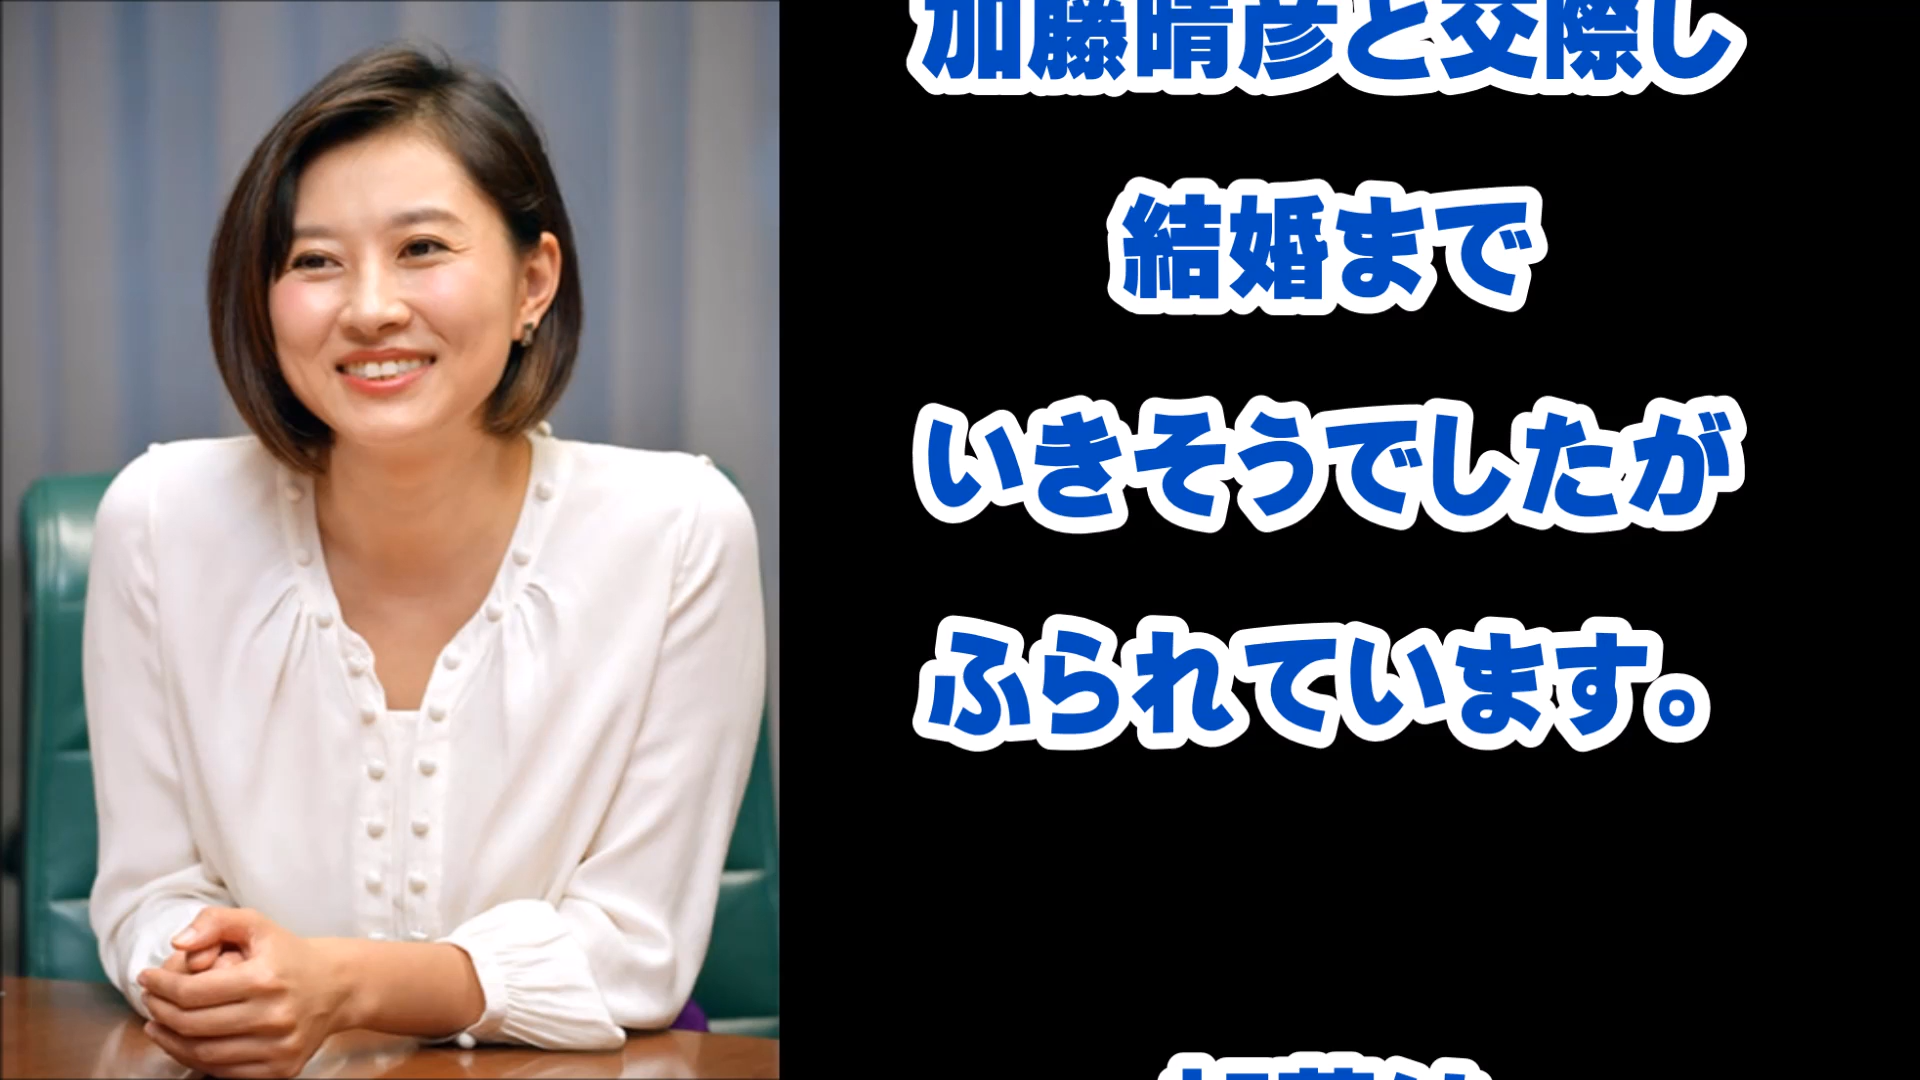 加藤晴彦と交際し
結婚まで
いきそうでしたが
ふられています。